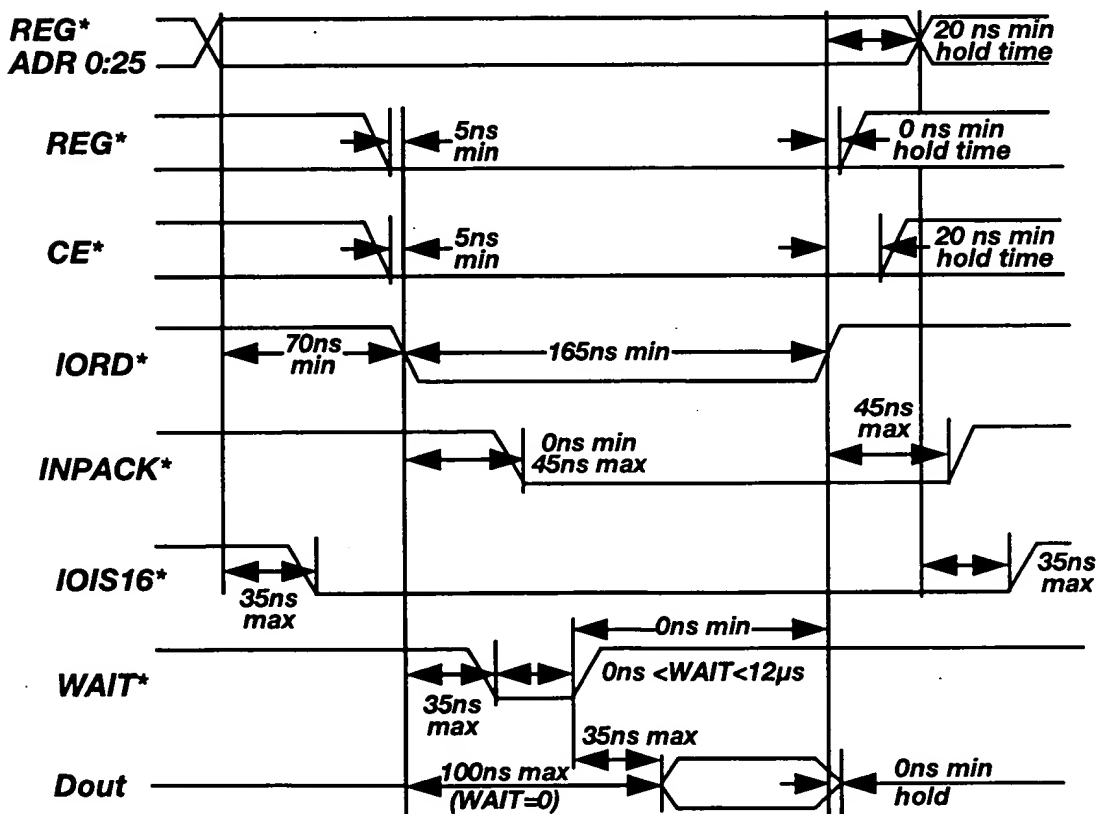 REG*
ADR 0:25
20 ns min
hold time
REG*
5ns
min
0 ns min
hold time
CE*
5ns
min
20 ns min
hold time
IORD*
70ns
min
165ns min
INPACK*
0ns min
45ns max
45ns
max
IOIS16*
35ns
max
35ns
max
WAIT*
35ns
max
0ns min
0ns <WAIT<12µs
Dout
100ns max
(WAIT=0)
35ns max
0ns min
hold